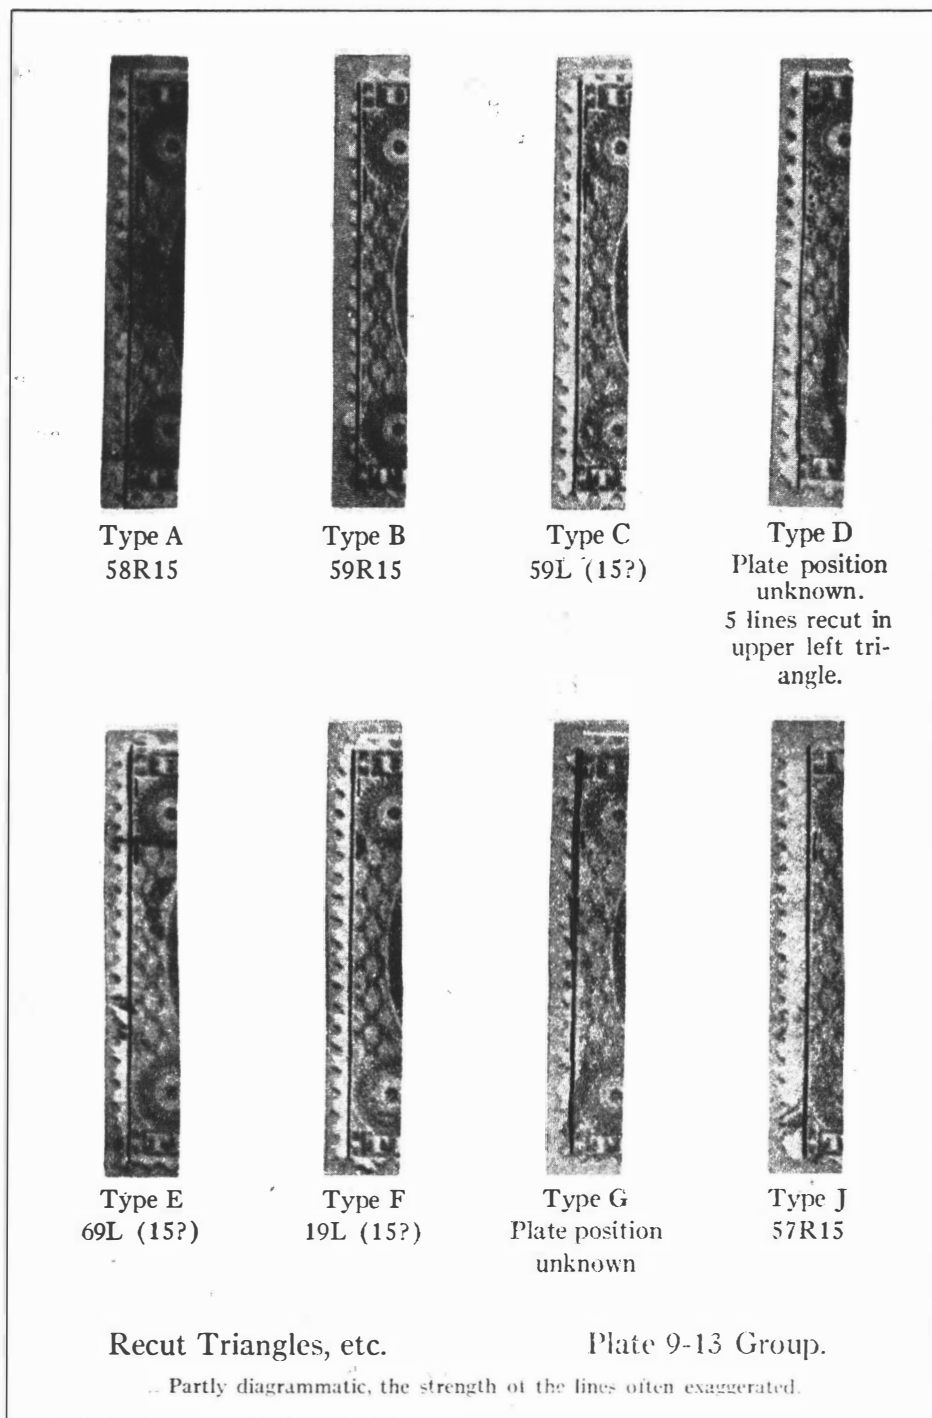 Type A
58R15
Type B
59R15
Type C
59L (15?)
Type D
Plate position
unknown.
5 lines recut in
upper left tri-
angle.
Type E
69L (15?)
Type F
19L (15?)
Type G
Plate position
unknown
Type J
57R15
Recut Triangles, etc.
Plate 9-13 Group.
Partly diagrammatic, the strength of the lines often exaggerated.